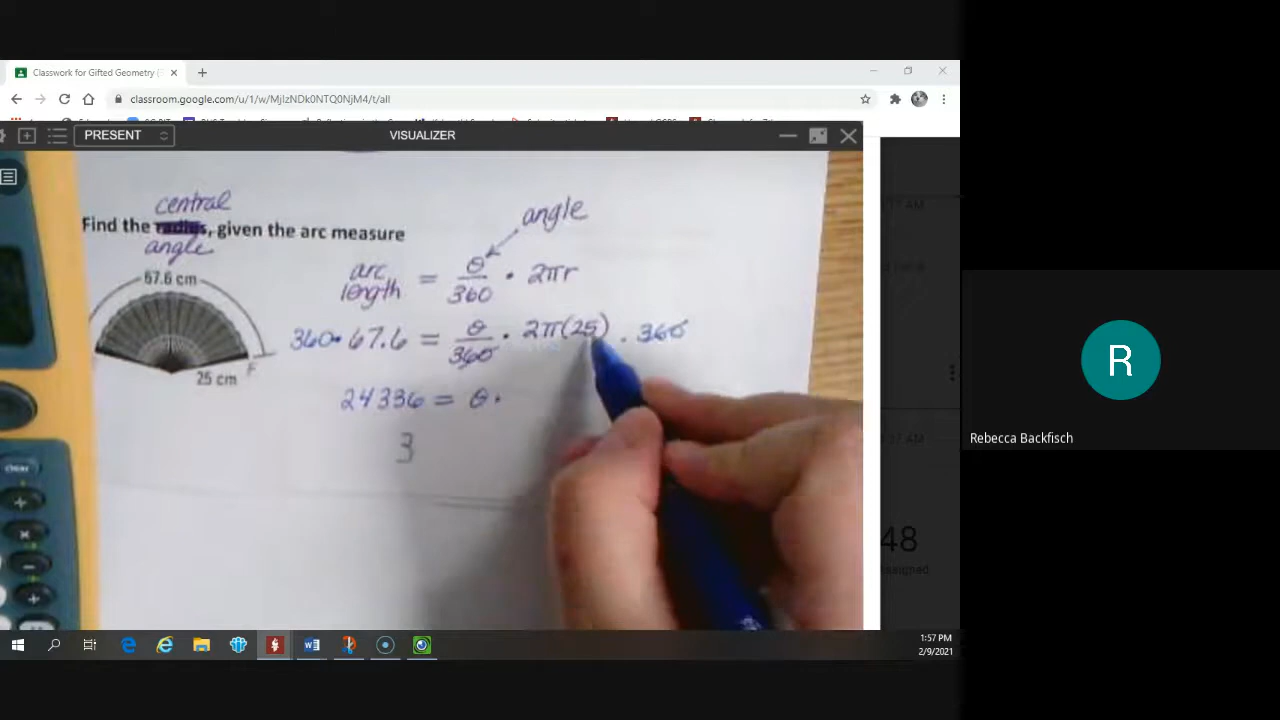 Classwork for Gifted Geometry (
classroom.google.com/u/1/w/MjIzNDk0NTQ0NjM4/t/all
PRESENT
VISUALIZER
central
Find the radius, given the arc measure
angle
angle
67.6 cm
25 cm
arc length = θ/360 · 2πr
360 · 67.6 = θ/360 · 2π(25) · 360
24336 = θ ·
3
48
R
Rebecca Backfisch
1:57 PM
2/9/2021